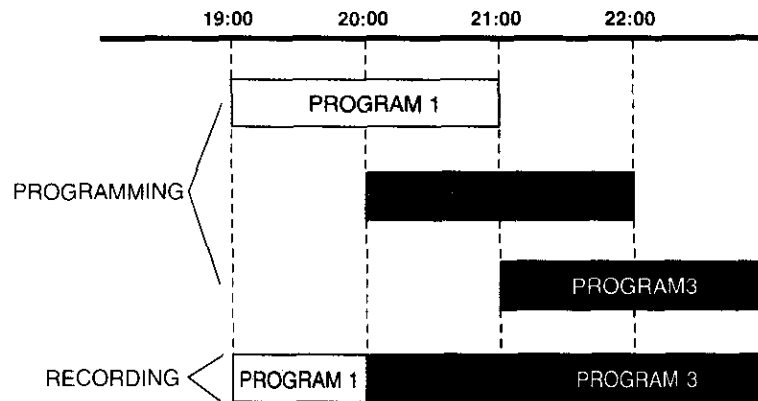 19:00 20:00 21:00 22:00
PROGRAM 1
PROGRAMMING
PROGRAM3
RECORDING PROGRAM 1 PROGRAM 3